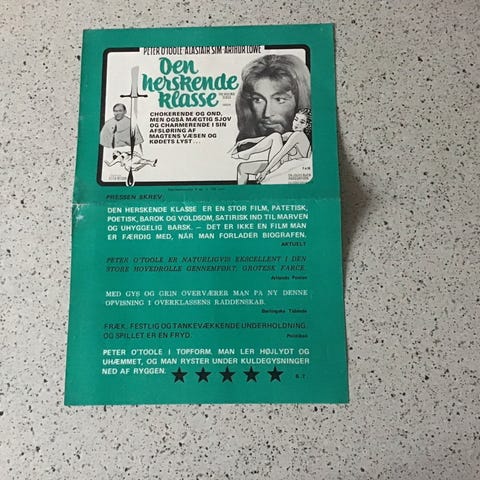 PETER O'TOOLE ALASTAIR SIM ARTHUR LOWE
Den
herskende
klasse
CHOKERENDE OG OND,
MEN OGSÅ MÆGTIG SJOV
OG CHARMERENDE I SIN
AFSLØRING AF
MAGTENS VÆSEN OG
KØDETS LYST...
PRESSEN SKREV:
DEN HERSKENDE KLASSE ER EN STOR FILM, PATETISK,
POETISK, BAROK OG VOLDSOM, SATIRISK IND TIL MARVEN
OG UHYGGELIG BARSK. – DET ER IKKE EN FILM MAN
ER FÆRDIG MED, NÅR MAN FORLADER BIOGRAFEN.
AKTUELT
PETER O'TOOLE ER NATURLIGVIS EKSCELLENT I DEN
STORE HOVEDROLLE GENNEMFØRT, GROTESK FARCE.
MED GYS OG GRIN OVERVÆRER MAN PÅ NY DENNE
OPVISNING I OVERKLASSENS RÅDDENSKAB.
Berlingske Tidende
FRÆK, FESTLIG OG TANKEVÆKKENDE UNDERHOLDNING,
OG SPILLET ER EN FRYD.
Politiken
PETER O'TOOLE I TOPFORM. MAN LER HØJLYDT OG
UHÆMMET, OG MAN RYSTER UNDER KULDEGYSNINGER
NED AF RYGGEN. ★★★★★ B.T.